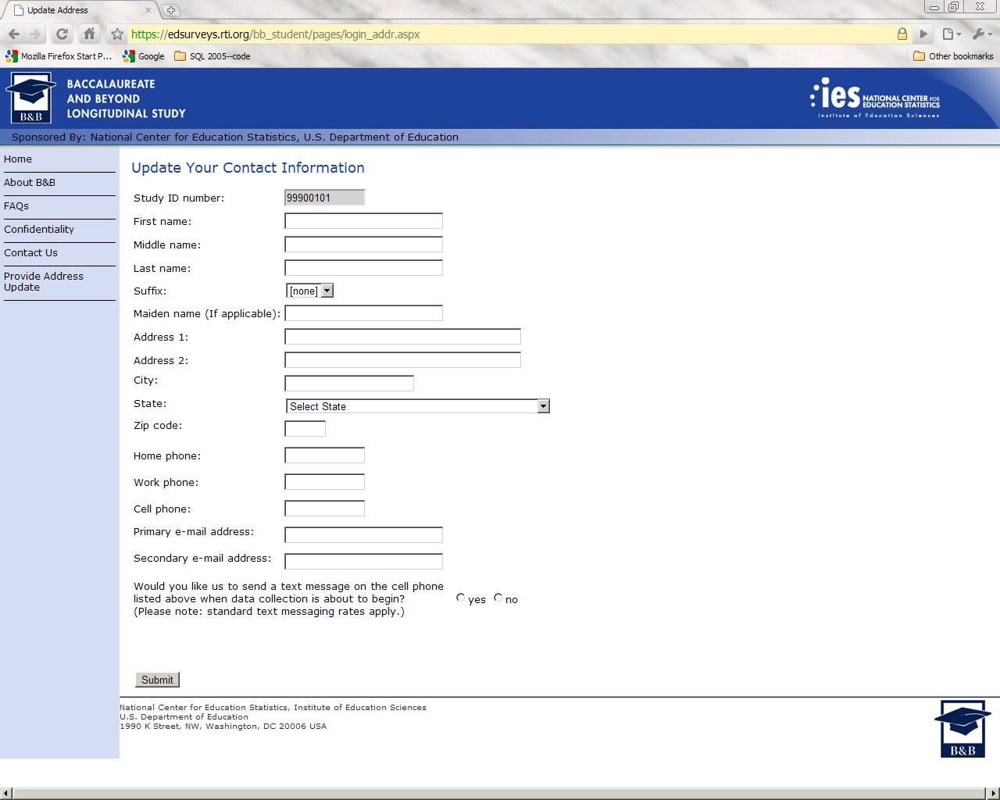 Update Address
https://edsurveys.rti.org/bb_student/pages/login_addr.aspx
Mozilla Firefox Start P... Google SQL 2005--code Other bookmarks
BACCALAUREATE
AND BEYOND
LONGITUDINAL STUDY
B&B
ies NATIONAL CENTER FOR
EDUCATION STATISTICS
Institute of Education Sciences
Sponsored By: National Center for Education Statistics, U.S. Department of Education
Home
About B&B
FAQs
Confidentiality
Contact Us
Provide Address
Update
Update Your Contact Information
Study ID number: 99900101
First name:
Middle name:
Last name:
Suffix: [none]
Maiden name (If applicable):
Address 1:
Address 2:
City:
State: Select State
Zip code:
Home phone:
Work phone:
Cell phone:
Primary e-mail address:
Secondary e-mail address:
Would you like us to send a text message on the cell phone
listed above when data collection is about to begin?
(Please note: standard text messaging rates apply.)
yes no
Submit
National Center for Education Statistics, Institute of Education Sciences
U.S. Department of Education
1990 K Street, NW, Washington, DC 20006 USA
B&B